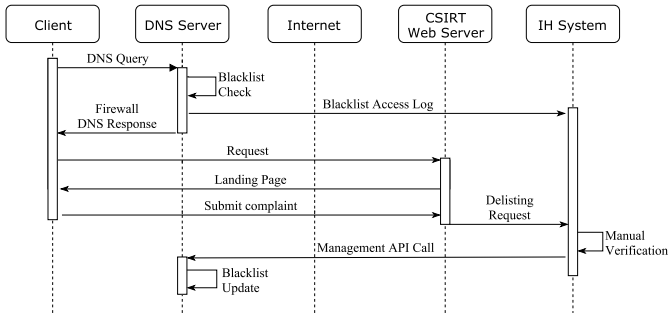 Client
DNS Server
Internet
CSIRT
Web Server
IH System
DNS Query
Blacklist
Check
Blacklist Access Log
Firewall
DNS Response
Request
Landing Page
Submit complaint
Delisting
Request
Manual
Verification
Management API Call
Blacklist
Update